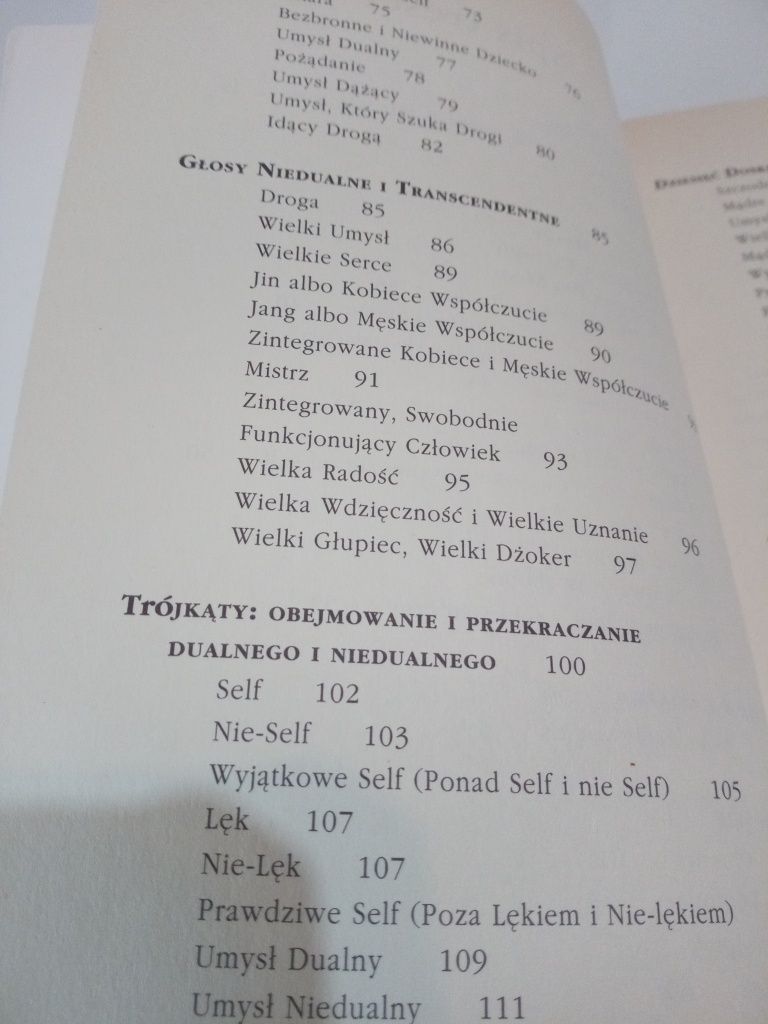 75
73
Bezbronne i Niewinne Dziecko 76
Umysł Dualny 77
Pożądanie 78
Umysł Dążący 79
Umysł, Który Szuka Drogi 80
Idący Drogą 82
Głosy Niedualne i Transcendentne 85
Droga 85
Wielki Umysł 86
Wielkie Serce 89
Jin albo Kobiece Współczucie 89
Jang albo Męskie Współczucie 90
Zintegrowane Kobiece i Męskie Współczucie
Mistrz 91
Zintegrowany, Swobodnie
Funkcjonujący Człowiek 93
Wielka Radość 95
Wielka Wdzięczność i Wielkie Uznanie 96
Wielki Głupiec, Wielki Dżoker 97
Trójkąty: obejmowanie i przekraczanie
dualnego i niedualnego 100
Self 102
Nie-Self 103
Wyjątkowe Self (Ponad Self i nie Self) 105
Lęk 107
Nie-Lęk 107
Prawdziwe Self (Poza Lękiem i Nie-lękiem)
Umysł Dualny 109
Umysł Niedualny 111